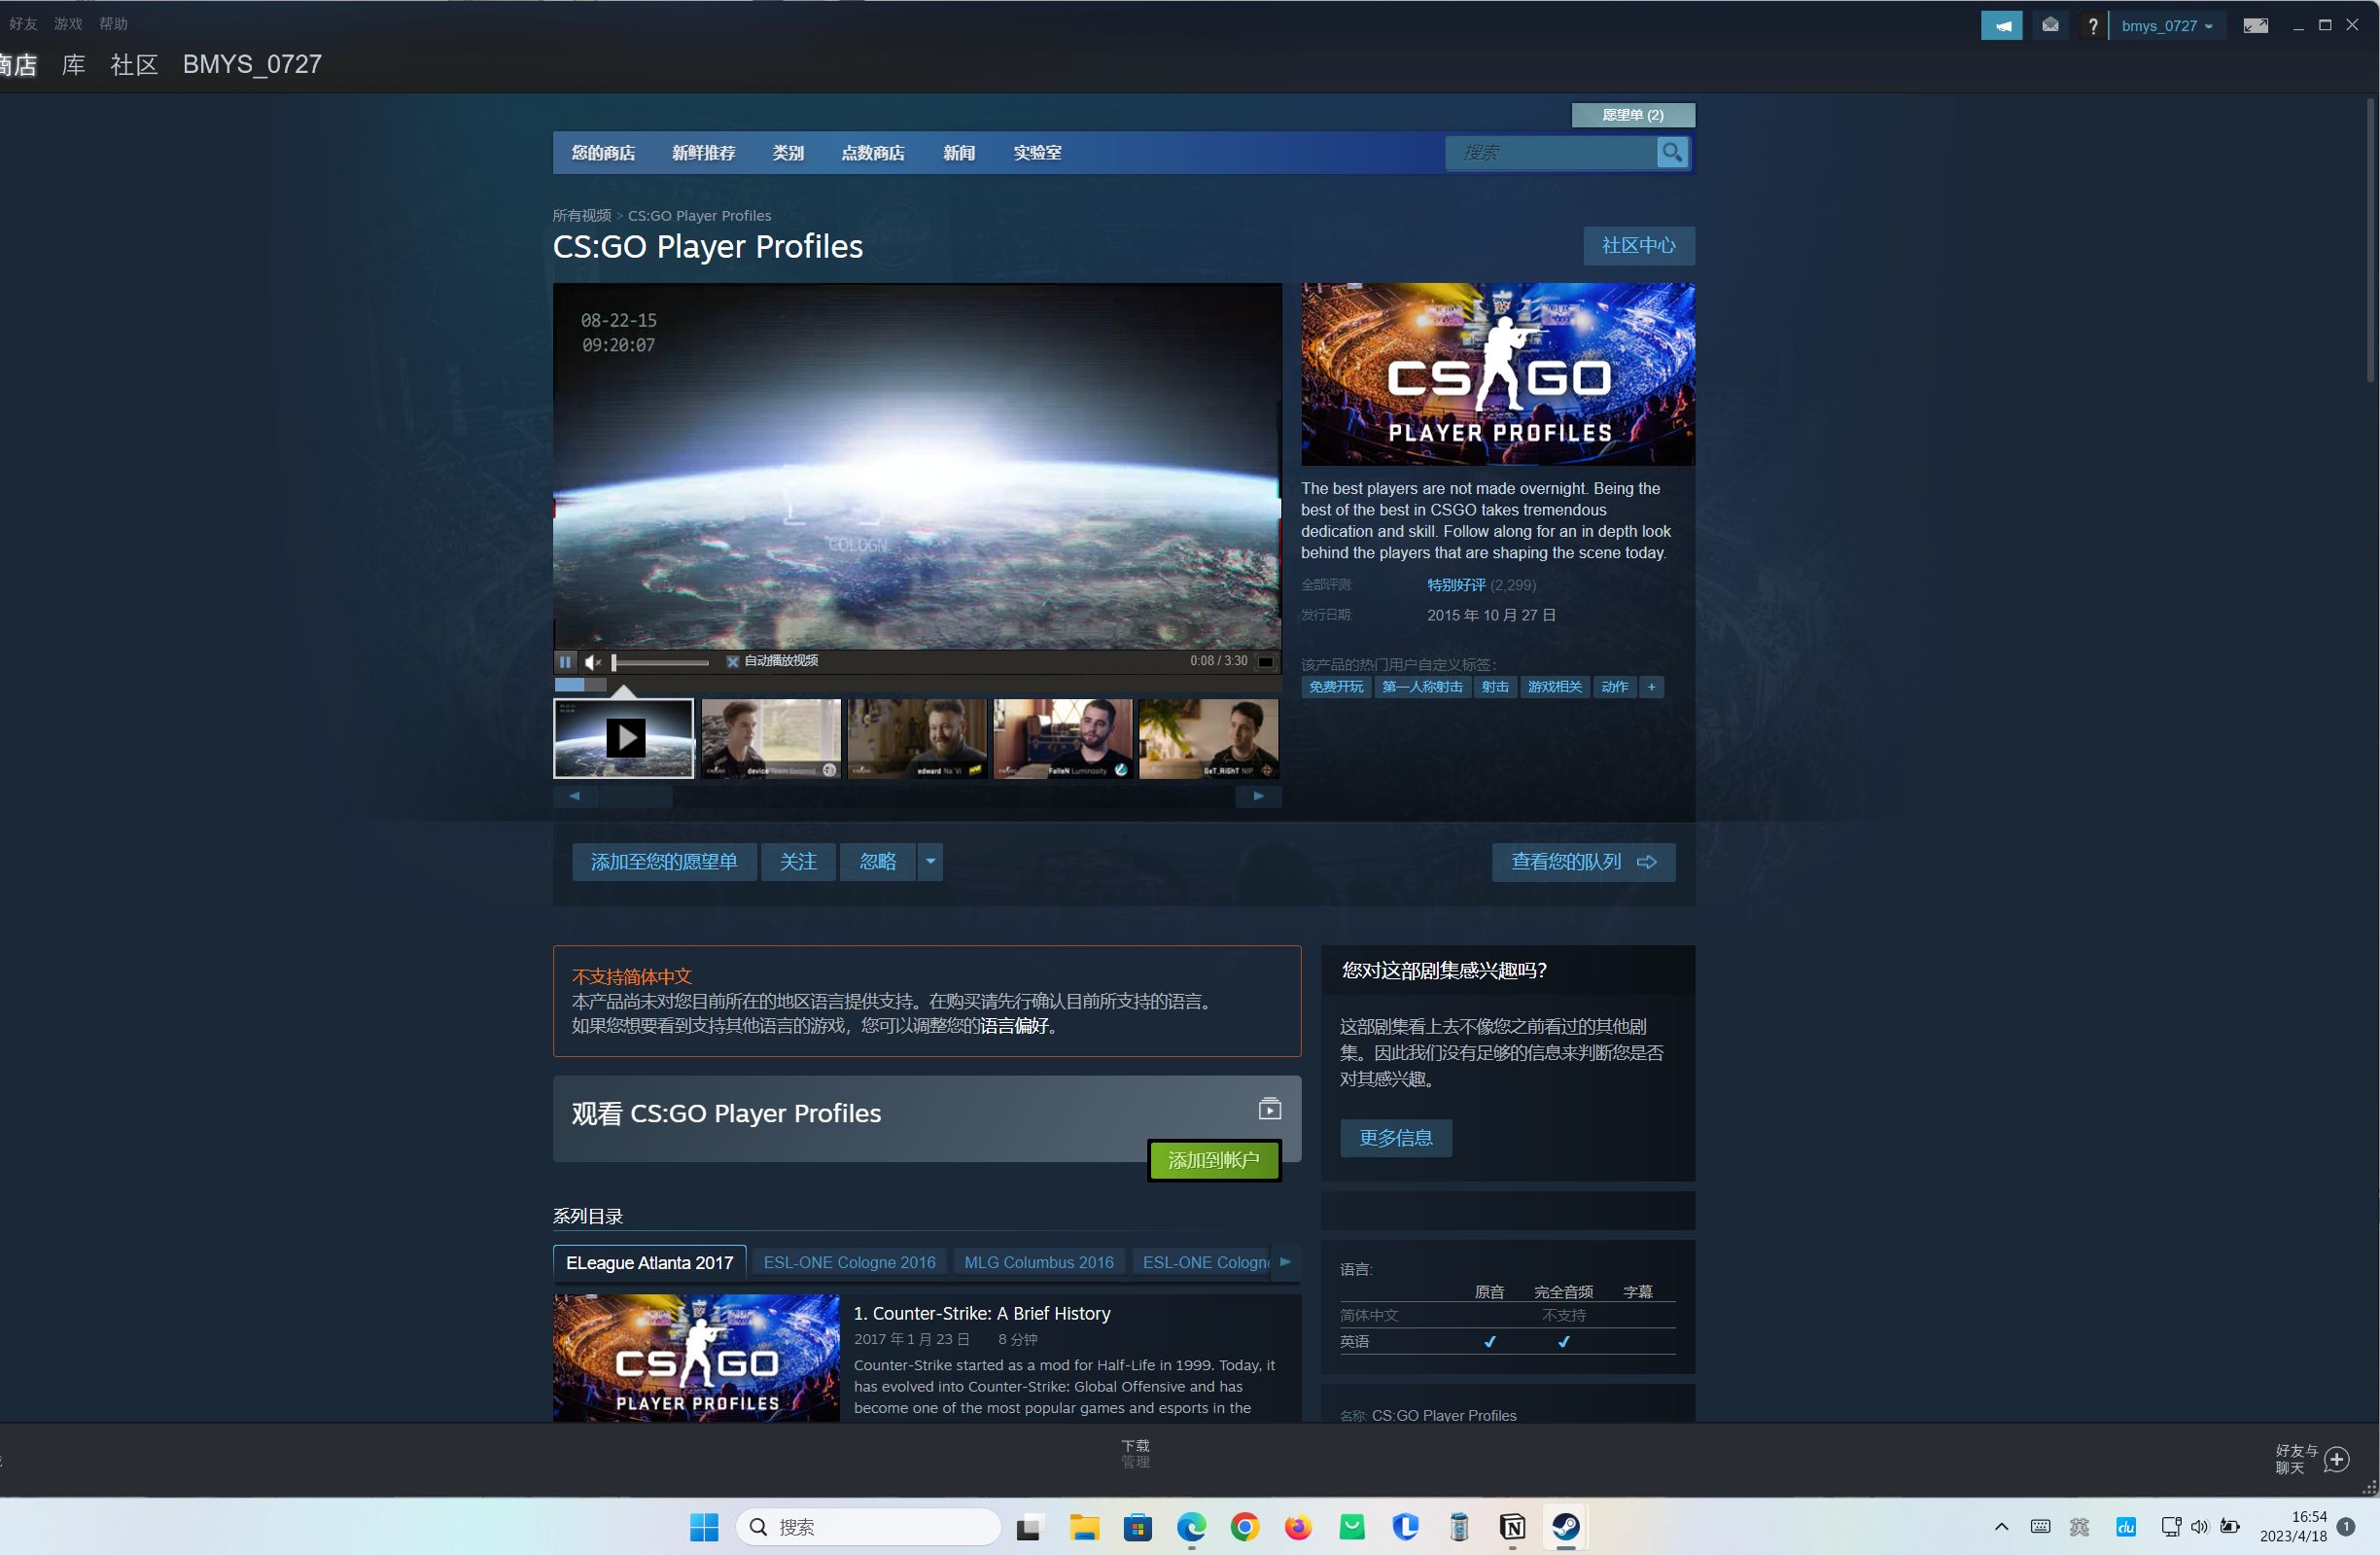 好友 游戏 帮助
bmys_0727
商店 库 社区 BMYS_0727
愿望单 (2)
您的商店 新鲜推荐 类别 点数商店 新闻 实验室
搜索
所有视频 > CS:GO Player Profiles
CS:GO Player Profiles
社区中心
08-22-15
09:20:07
COLOGN
自动播放视频
0:08 / 3:30
device Team Dignitas
edward Na`Vi
FalleN Luminosity
GeT_RiGhT NIP
CS GO
PLAYER PROFILES
The best players are not made overnight. Being the
best of the best in CSGO takes tremendous
dedication and skill. Follow along for an in depth look
behind the players that are shaping the scene today.
全部评测: 特别好评 (2,299)
发行日期: 2015 年 10 月 27 日
该产品的热门用户自定义标签:
免费开玩 第一人称射击 射击 游戏相关 动作 +
添加至您的愿望单 关注 忽略
查看您的队列
不支持简体中文
本产品尚未对您目前所在的地区语言提供支持。在购买请先行确认目前所支持的语言。
如果您想要看到支持其他语言的游戏，您可以调整您的语言偏好。
观看 CS:GO Player Profiles
添加到帐户
您对这部剧集感兴趣吗?
这部剧集看上去不像您之前看过的其他剧
集。因此我们没有足够的信息来判断您是否
对其感兴趣。
更多信息
系列目录
ELeague Atlanta 2017 ESL-ONE Cologne 2016 MLG Columbus 2016 ESL-ONE Cologne
CS GO
PLAYER PROFILES
1. Counter-Strike: A Brief History
2017 年 1 月 23 日 8 分钟
Counter-Strike started as a mod for Half-Life in 1999. Today, it
has evolved into Counter-Strike: Global Offensive and has
become one of the most popular games and esports in the
语言:
原音 完全音频 字幕
简体中文 不支持
英语 ✔ ✔
名称: CS:GO Player Profiles
下载
管理
好友与
聊天
搜索
英
du
16:54
2023/4/18
1